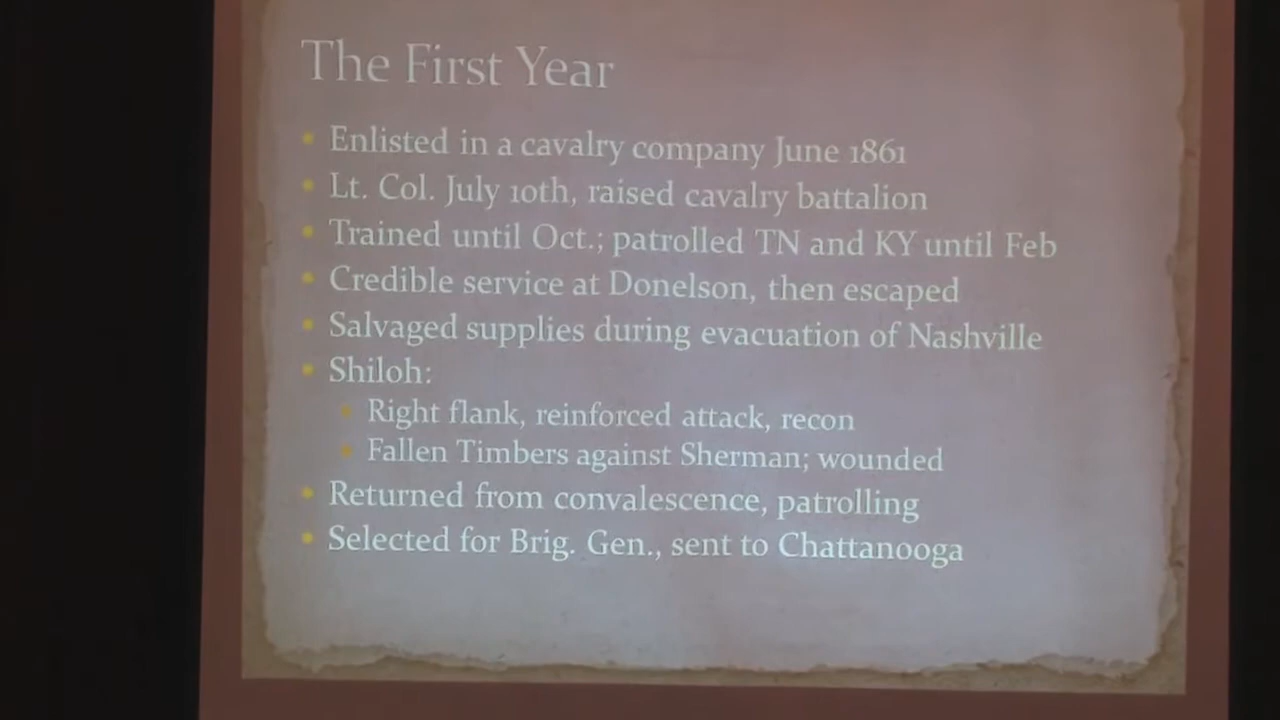 The First Year
• Enlisted in a cavalry company June 1861
• Lt. Col. July 10th, raised cavalry battalion
• Trained until Oct.; patrolled TN and KY until Feb
• Credible service at Donelson, then escaped
• Salvaged supplies during evacuation of Nashville
• Shiloh:
• Right flank, reinforced attack, recon
• Fallen Timbers against Sherman; wounded
• Returned from convalescence, patrolling
• Selected for Brig. Gen., sent to Chattanooga